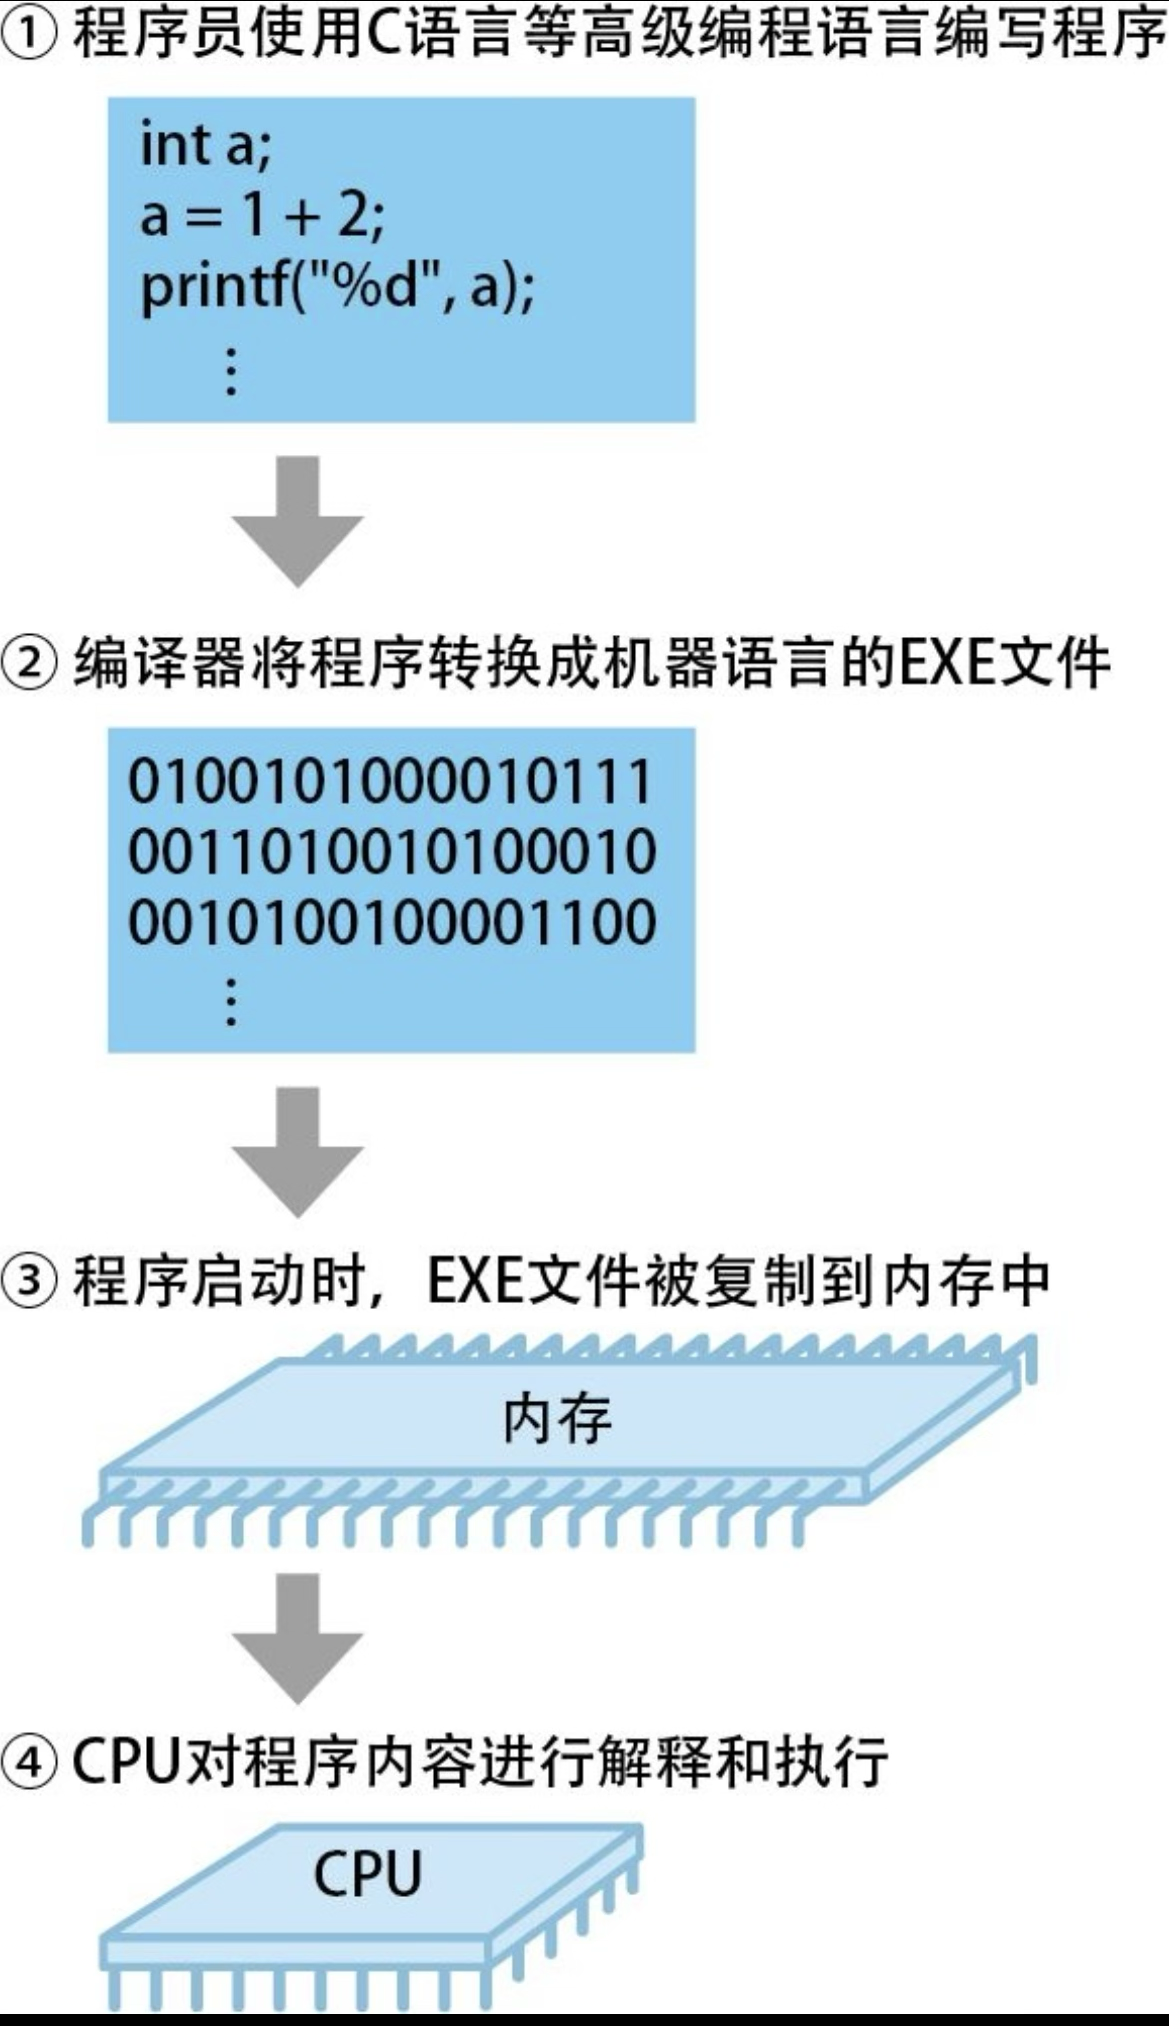 ① 程序员使用C语言等高级编程语言编写程序
int a;
a = 1 + 2;
printf("%d", a);
⋮
② 编译器将程序转换成机器语言的EXE文件
0100101000010111
0011010010100010
0010100100001100
⋮
③ 程序启动时，EXE文件被复制到内存中
内存
④ CPU对程序内容进行解释和执行
CPU